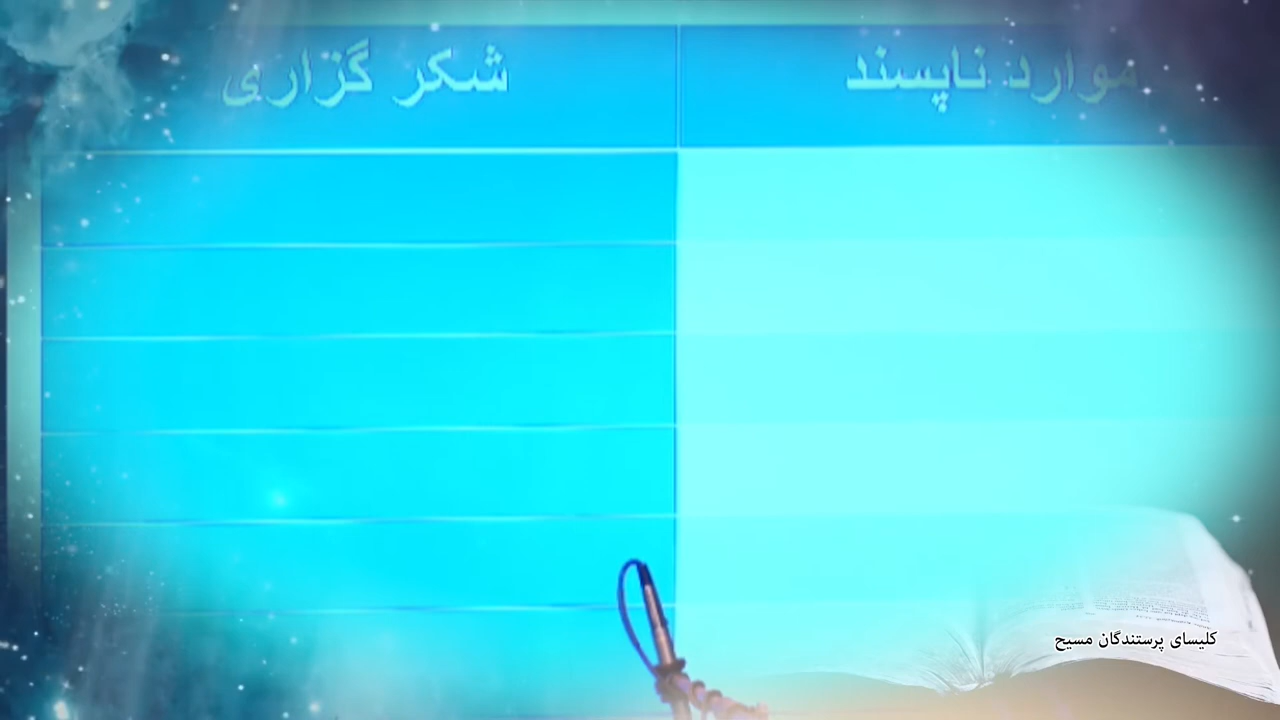 موارد ناپسند
شکر گزاری
کلیسای پرستندگان مسیح